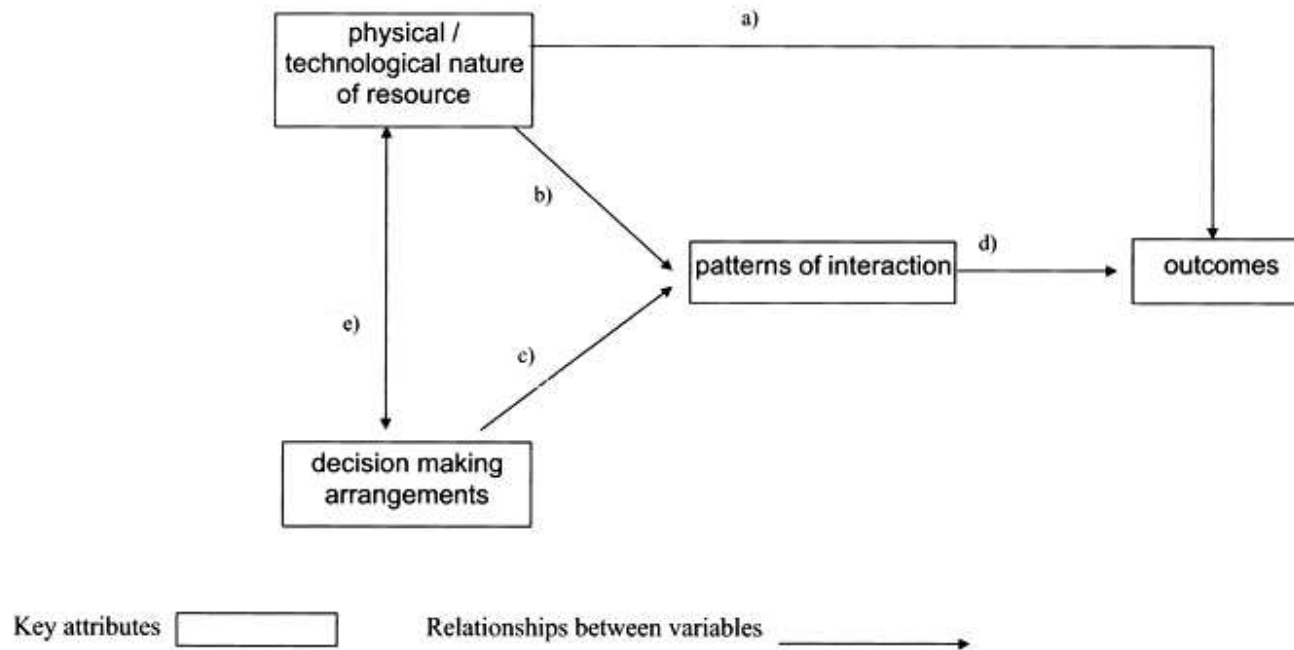 a)
physical /
technological nature
of resource
b)
patterns of interaction
d)
outcomes
e)
c)
decision making
arrangements
Key attributes
Relationships between variables